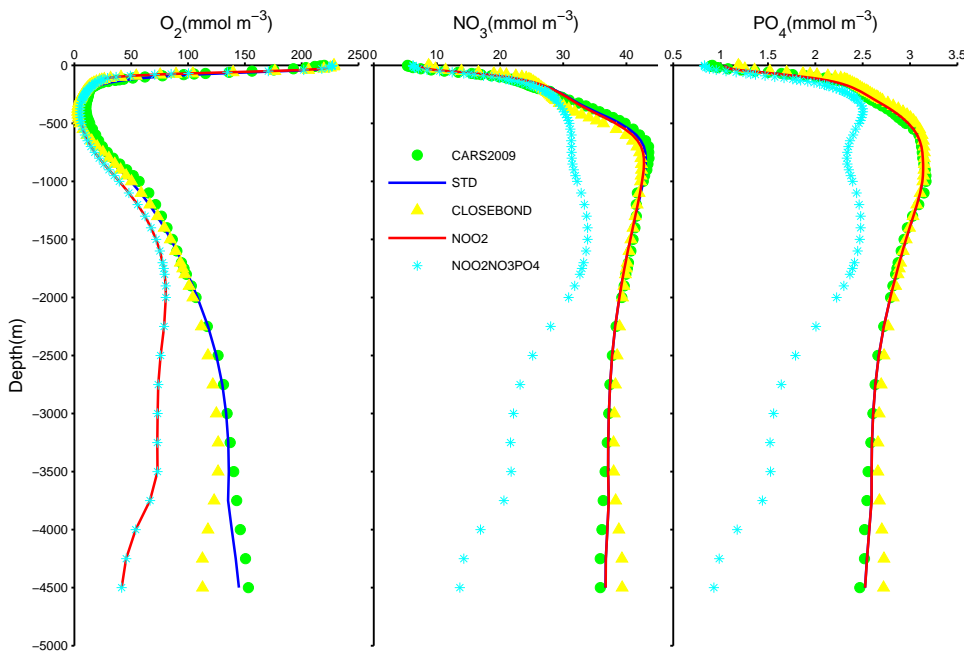 O2(mmol m−3)
NO3(mmol m−3)
PO4(mmol m−3)
0 50 100 150 200 2500
10 20 30 40 0.5
1 1.5 2 2.5 3 3.5
0
−500
−1000
−1500
−2000
−2500
−3000
−3500
−4000
−4500
−5000
Depth(m)
CARS2009
STD
CLOSEBOND
NOO2
NOO2NO3PO4